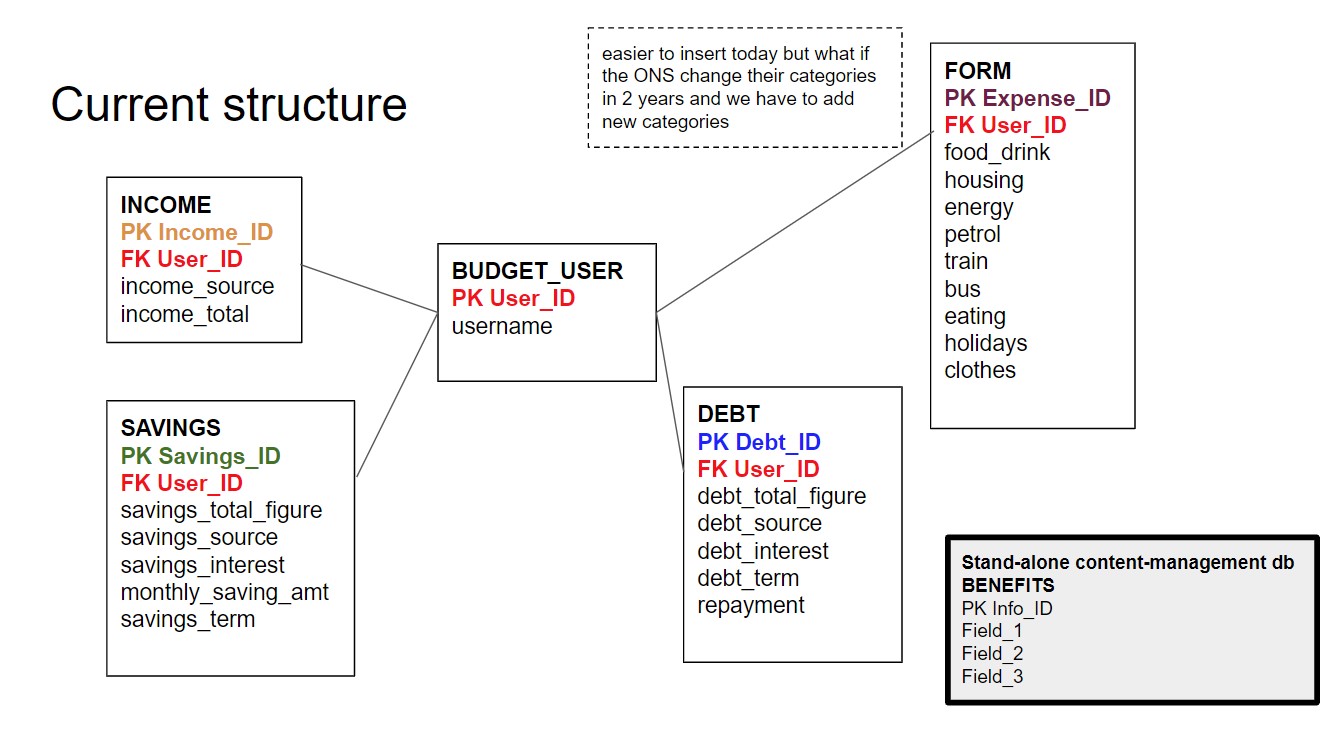 Current structure
easier to insert today but what if
the ONS change their categories
in 2 years and we have to add
new categories
INCOME
PK Income_ID
FK User_ID
income_source
income_total
SAVINGS
PK Savings_ID
FK User_ID
savings_total_figure
savings_source
savings_interest
monthly_saving_amt
savings_term
BUDGET_USER
PK User_ID
username
DEBT
PK Debt_ID
FK User_ID
debt_total_figure
debt_source
debt_interest
debt_term
repayment
FORM
PK Expense_ID
FK User_ID
food_drink
housing
energy
petrol
train
bus
eating
holidays
clothes
Stand-alone content-management db
BENEFITS
PK Info_ID
Field_1
Field_2
Field_3